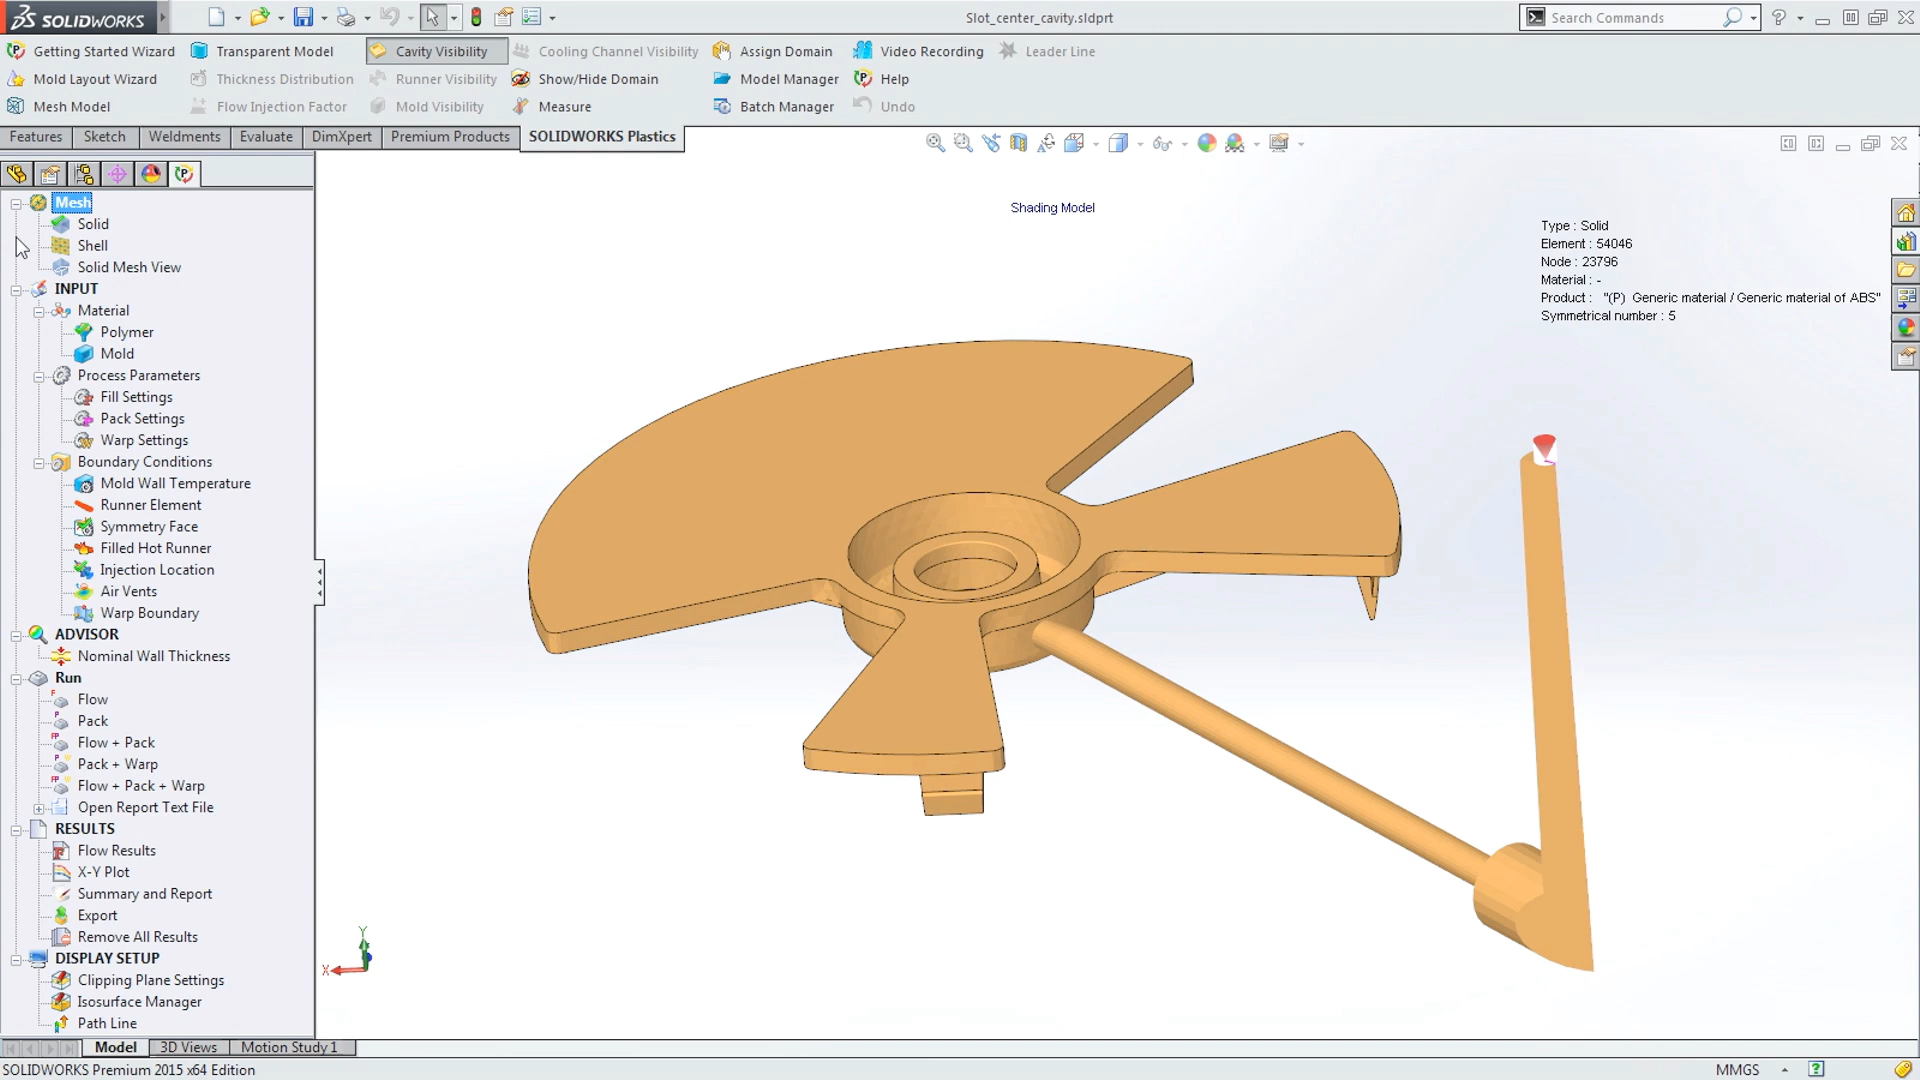 SOLIDWORKS
Slot_center_cavity.sldprt
Search Commands
Getting Started Wizard
Transparent Model
Cavity Visibility
Cooling Channel Visibility
Assign Domain
Video Recording
Leader Line
Mold Layout Wizard
Thickness Distribution
Runner Visibility
Show/Hide Domain
Model Manager
Help
Mesh Model
Flow Injection Factor
Mold Visibility
Measure
Batch Manager
Undo
Features
Sketch
Weldments
Evaluate
DimXpert
Premium Products
SOLIDWORKS Plastics
Mesh
Solid
Shell
Solid Mesh View
INPUT
Material
Polymer
Mold
Process Parameters
Fill Settings
Pack Settings
Warp Settings
Boundary Conditions
Mold Wall Temperature
Runner Element
Symmetry Face
Filled Hot Runner
Injection Location
Air Vents
Warp Boundary
ADVISOR
Nominal Wall Thickness
Run
Flow
Pack
Flow + Pack
Pack + Warp
Flow + Pack + Warp
Open Report Text File
RESULTS
Flow Results
X-Y Plot
Summary and Report
Export
Remove All Results
DISPLAY SETUP
Clipping Plane Settings
Isosurface Manager
Path Line
Shading Model
Type : Solid
Element : 54046
Node : 23796
Material : -
Product : "(P) Generic material / Generic material of ABS"
Symmetrical number : 5
Y
X
Model
3D Views
Motion Study 1
SOLIDWORKS Premium 2015 x64 Edition
MMGS